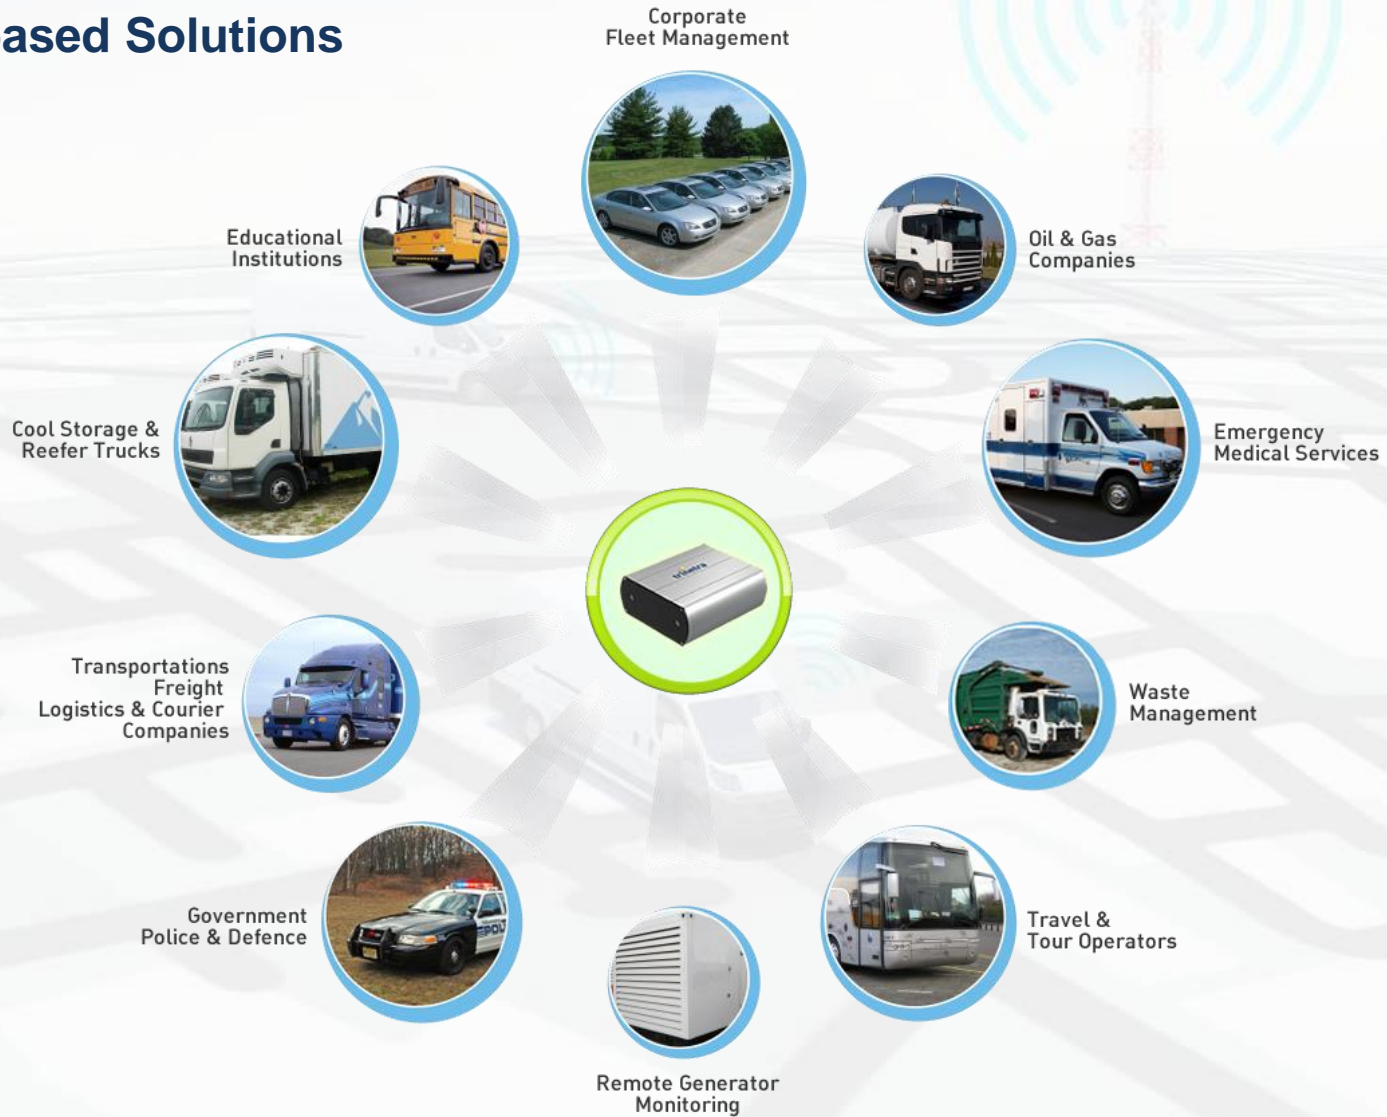 ased Solutions
Corporate
Fleet Management
Educational
Institutions
Oil & Gas
Companies
Cool Storage &
Reefer Trucks
Emergency
Medical Services
trinetra
Transportations
Freight
Logistics & Courier
Companies
Waste
Management
Government
Police & Defence
Travel &
Tour Operators
Remote Generator
Monitoring